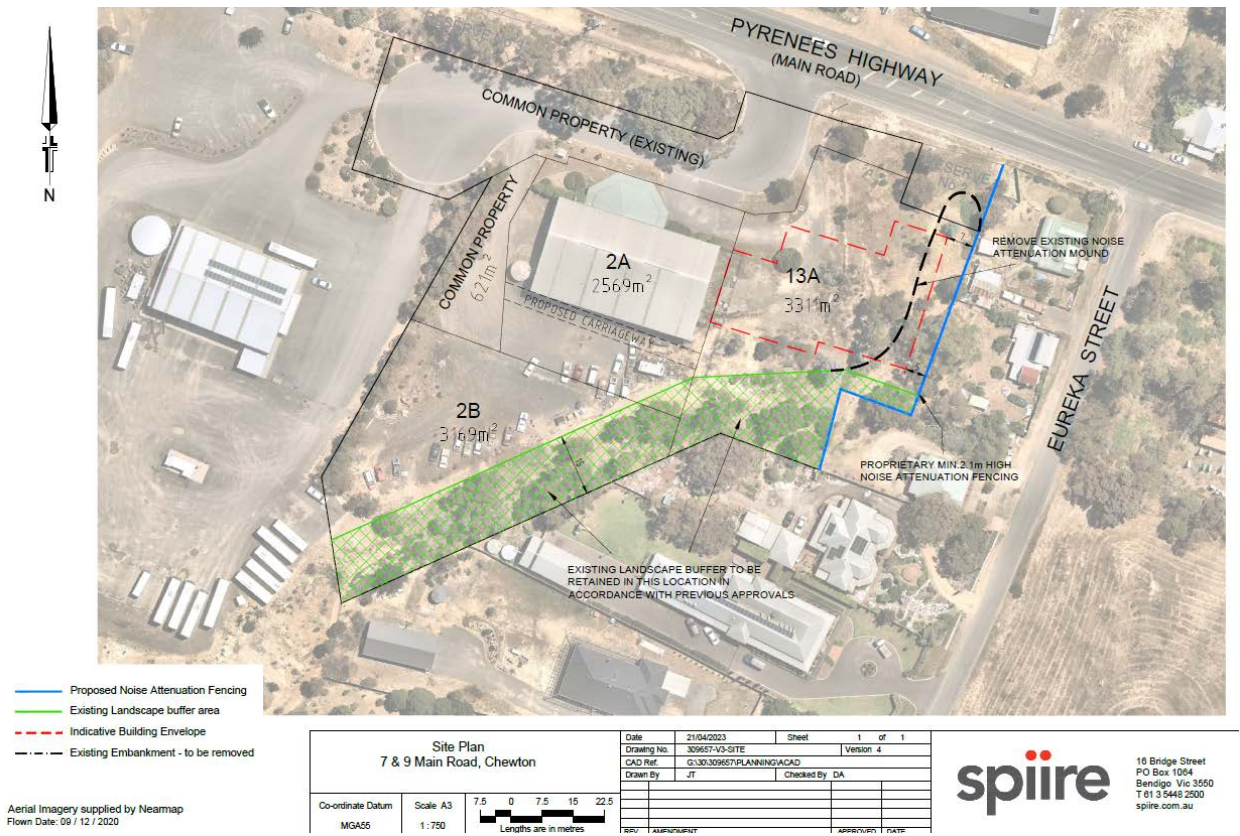 PYRENEES HIGHWAY
(MAIN ROAD)
COMMON PROPERTY (EXISTING)
COMMON PROPERTY
621m²
2A
2569m²
PROPOSED CARRIAGEWAY
13A
3311m²
7
REMOVE EXISTING NOISE
ATTENUATION MOUND
EUREKA STREET
2B
3169m²
15
PROPRIETARY MIN.2.1m HIGH
NOISE ATTENUATION FENCING
EXISTING LANDSCAPE BUFFER TO BE
RETAINED IN THIS LOCATION IN
ACCORDANCE WITH PREVIOUS APPROVALS
N
Proposed Noise Attenuation Fencing
Existing Landscape buffer area
Indicative Building Envelope
Existing Embankment - to be removed
Aerial Imagery supplied by Nearmap
Flown Date: 09 / 12 / 2020
Site Plan
7 & 9 Main Road, Chewton
Co-ordinate Datum
MGA55
Scale A3
1 : 750
7.5 0 7.5 15 22.5
Lengths are in metres
Date 21/04/2023 Sheet 1 of 1
Drawing No. 309657-V3-SITE Version 4
CAD Ref. G:\30\309657\PLANNING\ACAD
Drawn By JT Checked By DA
REV AMENDMENT APPROVED DATE
spiire
16 Bridge Street
PO Box 1064
Bendigo Vic 3550
T 61 3 5448 2500
spiire.com.au